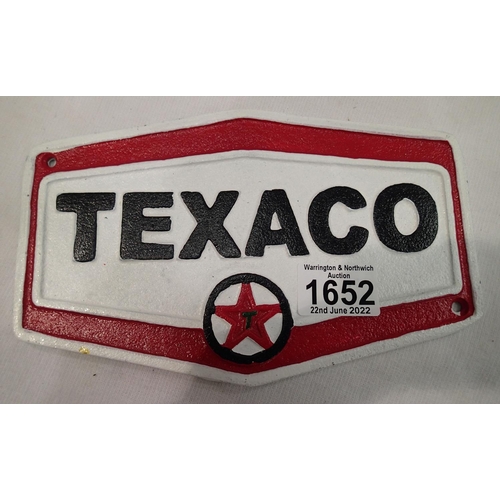 TEXACO
Warrington & Northwich
Auction
1652
22nd June 2022
T